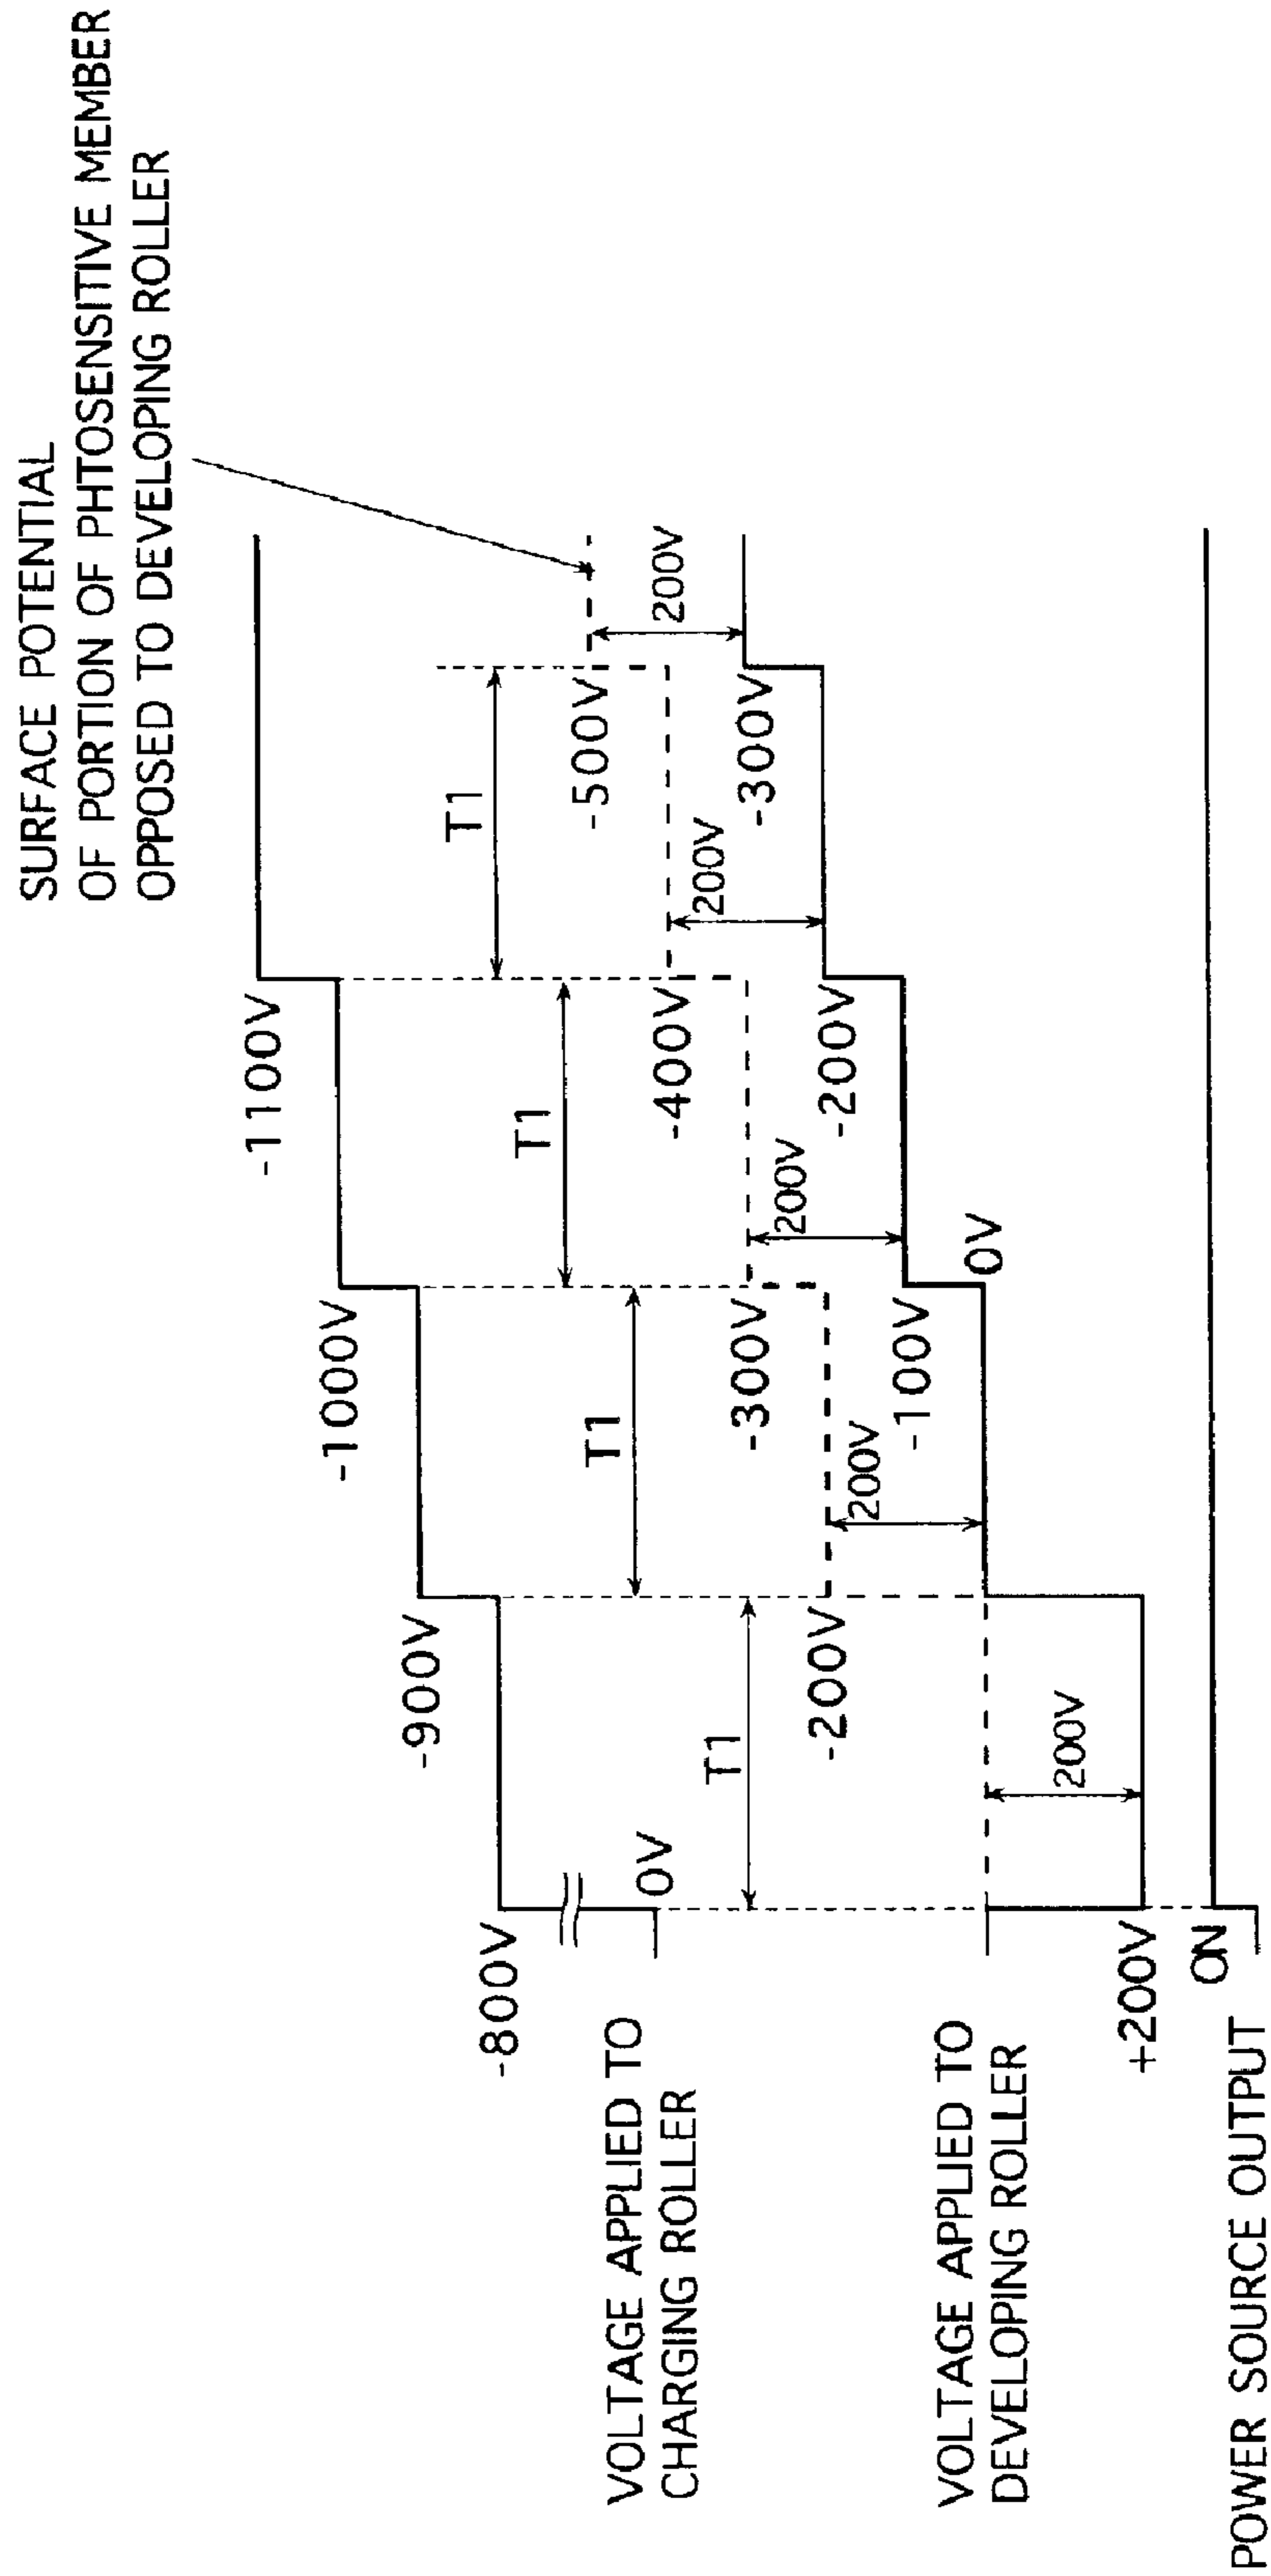 SURFACE POTENTIAL
OF PORTION OF PHTOSENSITIVE MEMBER
OPPOSED TO DEVELOPING ROLLER
-800V
-900V
-1000V
-1100V
VOLTAGE APPLIED TO
CHARGING ROLLER
0V
T1
T1
T1
T1
-200V
-300V
-400V
-500V
200V
200V
200V
200V
200V
VOLTAGE APPLIED TO
DEVELOPING ROLLER
+200V
0V
-100V
-200V
-300V
POWER SOURCE OUTPUT
ON